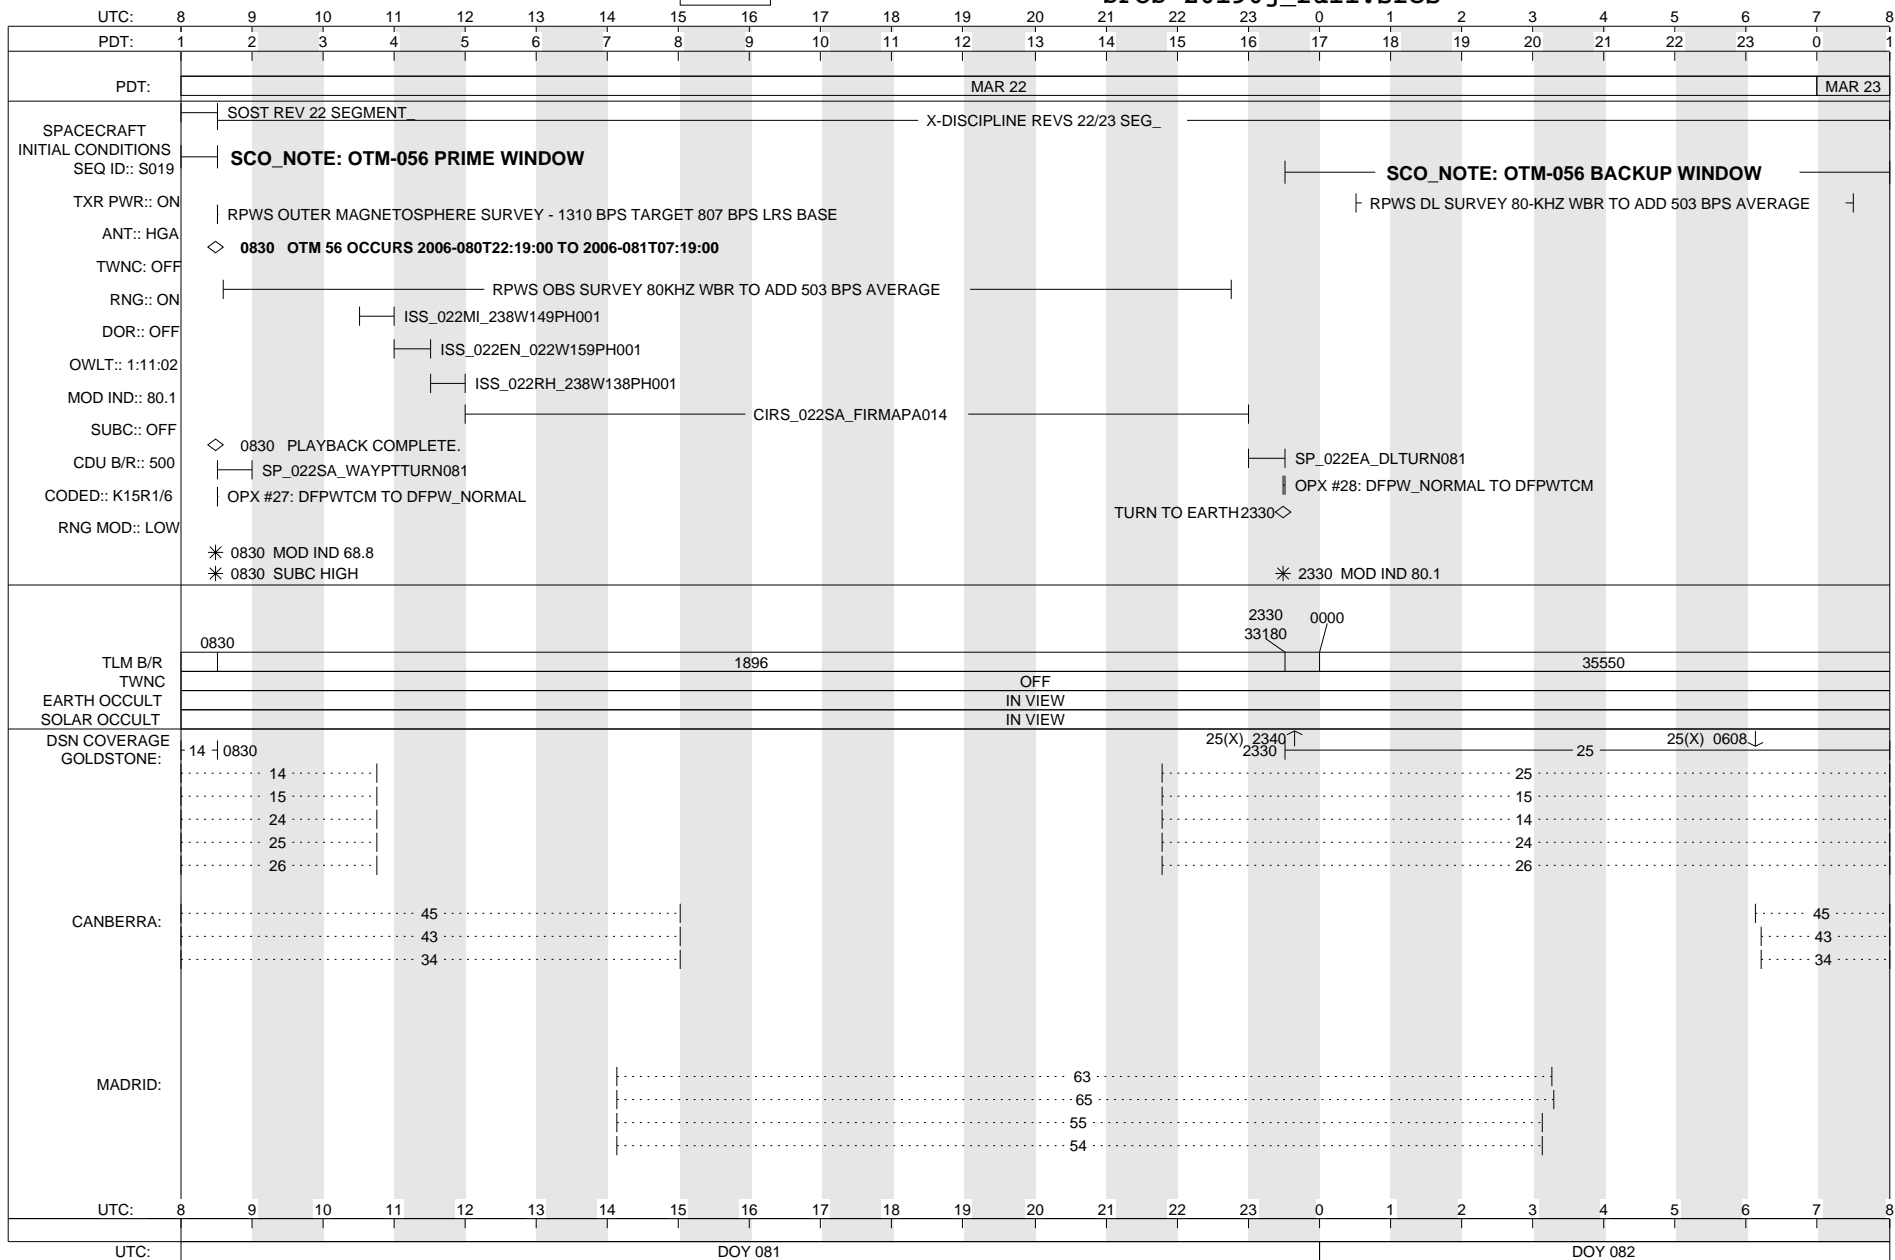 UTC: 8 9 10 11 12 13 14 15 16 17 18 19 20 21 22 23 0 1 2 3 4 5 6 7 8
PDT: 1 2 3 4 5 6 7 8 9 10 11 12 13 14 15 16 17 18 19 20 21 22 23 0 1
PDT: MAR 22 MAR 23
SOST REV 22 SEGMENT_
X-DISCIPLINE REVS 22/23 SEG_
SPACECRAFT
INITIAL CONDITIONS
SEQ ID:: S019
SCO_NOTE: OTM-056 PRIME WINDOW
SCO_NOTE: OTM-056 BACKUP WINDOW
TXR PWR:: ON
RPWS DL SURVEY 80-KHZ WBR TO ADD 503 BPS AVERAGE
RPWS OUTER MAGNETOSPHERE SURVEY - 1310 BPS TARGET 807 BPS LRS BASE
ANT:: HGA
0830 OTM 56 OCCURS 2006-080T22:19:00 TO 2006-081T07:19:00
TWNC: OFF
RPWS OBS SURVEY 80KHZ WBR TO ADD 503 BPS AVERAGE
RNG:: ON
ISS_022MI_238W149PH001
DOR:: OFF
ISS_022EN_022W159PH001
OWLT:: 1:11:02
ISS_022RH_238W138PH001
MOD IND:: 80.1
CIRS_022SA_FIRMAPA014
SUBC:: OFF
0830 PLAYBACK COMPLETE.
CDU B/R:: 500
SP_022SA_WAYPTTURN081
SP_022EA_DLTURN081
CODED:: K15R1/6
OPX #27: DFPWTCM TO DFPW_NORMAL
OPX #28: DFPW_NORMAL TO DFPWTCM
TURN TO EARTH2330
RNG MOD:: LOW
0830 MOD IND 68.8
0830 SUBC HIGH
2330 MOD IND 80.1
2330 0000
33180
0830
TLM B/R 1896 35550
TWNC OFF
EARTH OCCULT IN VIEW
SOLAR OCCULT IN VIEW
DSN COVERAGE 25(X) 2340 25(X) 0608
GOLDSTONE: 14 0830 2330 25
14 25
15 15
24 14
25 24
26 26
CANBERRA: 45 45
43 43
34 34
MADRID: 63
65
55
54
UTC: 8 9 10 11 12 13 14 15 16 17 18 19 20 21 22 23 0 1 2 3 4 5 6 7 8
UTC: DOY 081 DOY 082